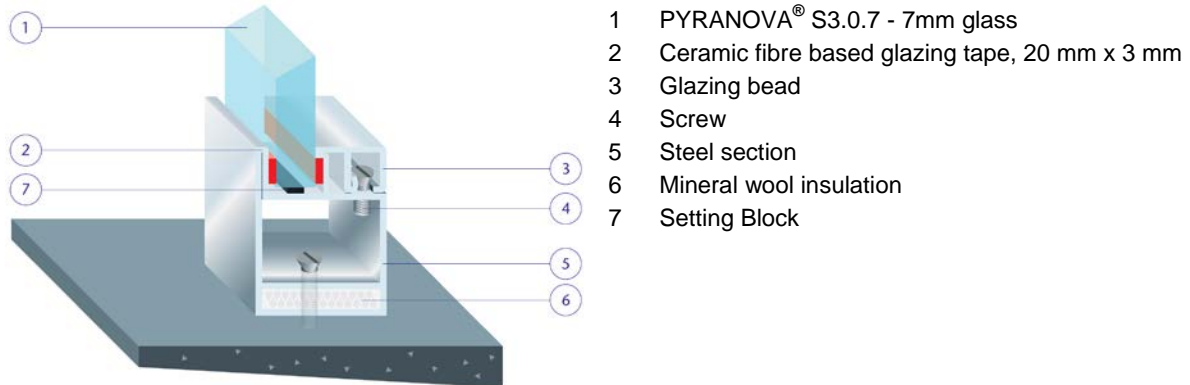 1 PYRANOVA® S3.0.7 - 7mm glass
2 Ceramic fibre based glazing tape, 20 mm x 3 mm
3 Glazing bead
4 Screw
5 Steel section
6 Mineral wool insulation
7 Setting Block
1
2
7
3
4
5
6